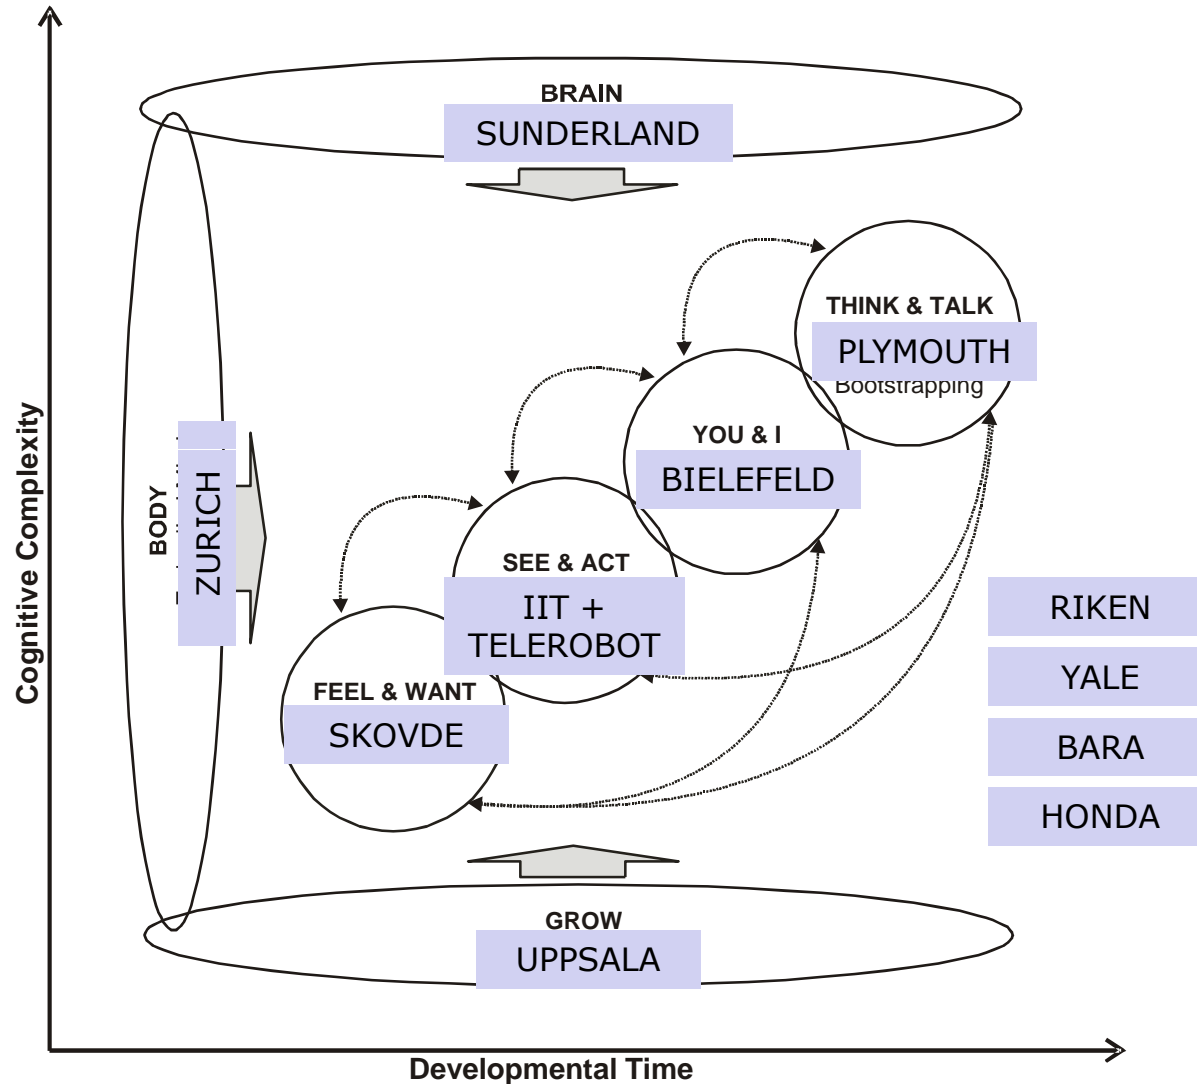 BRAIN
SUNDERLAND
THINK & TALK
PLYMOUTH
Bootstrapping
YOU & I
BIELEFELD
Cognitive Complexity
BODY
ZURICH
SEE & ACT
IIT +
TELEROBOT
FEEL & WANT
SKOVDE
RIKEN
YALE
BARA
HONDA
GROW
UPPSALA
Developmental Time